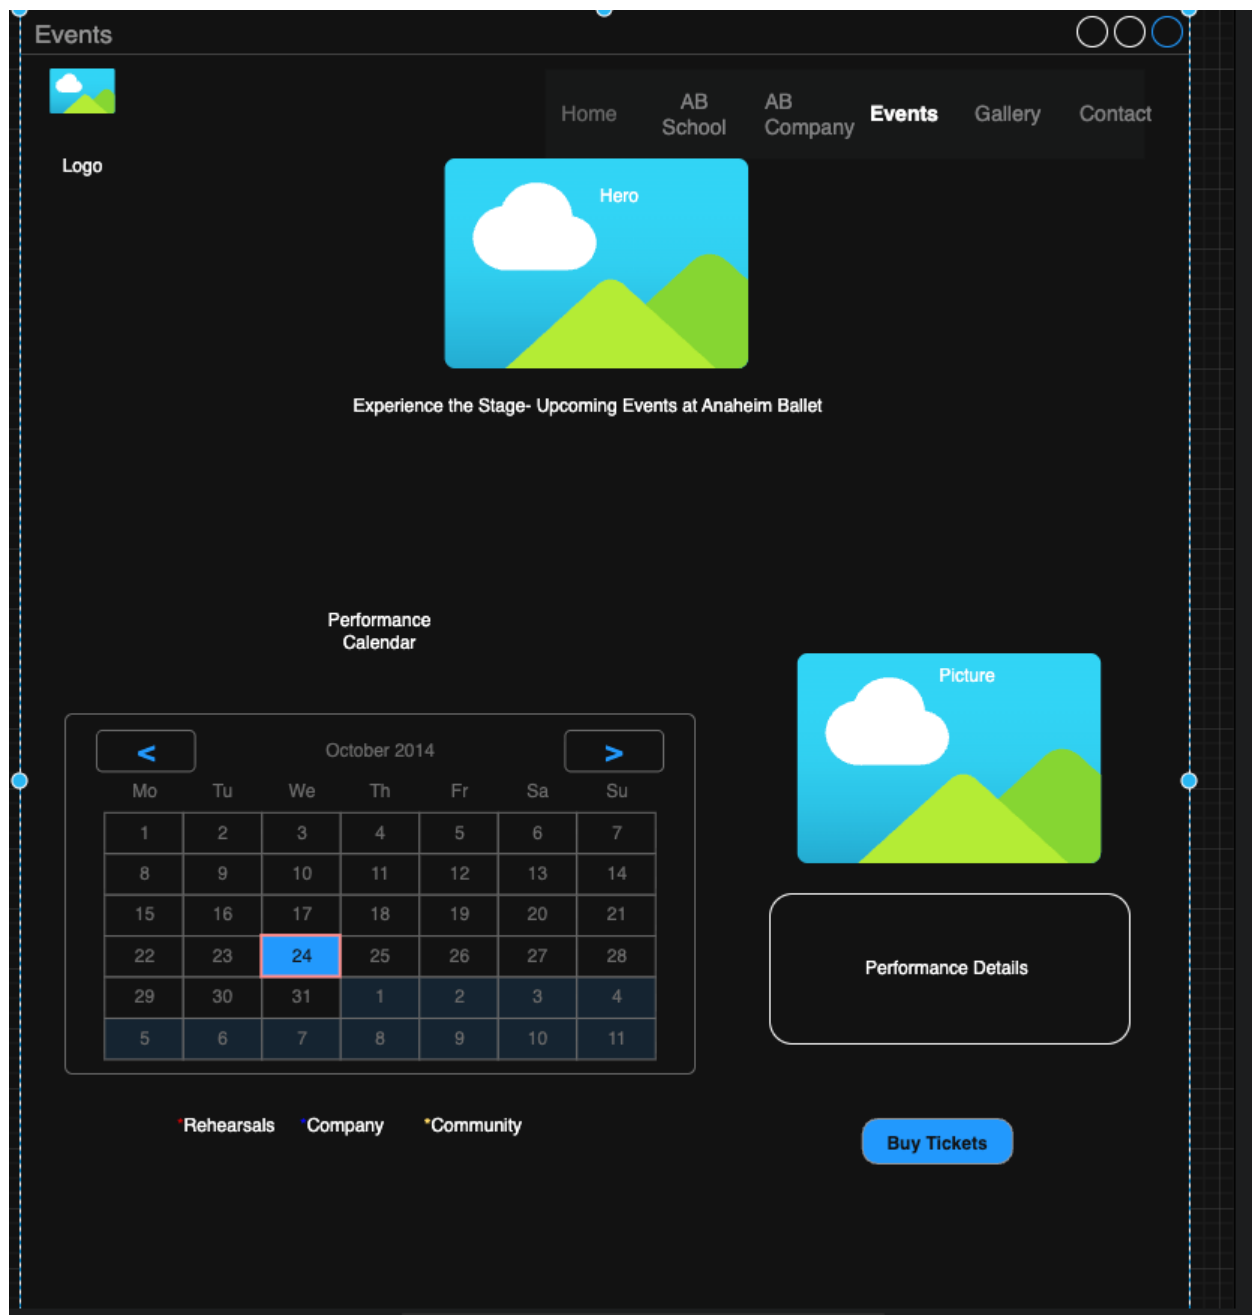 Events
Home
AB School
AB Company
Events
Gallery
Contact
Logo
Hero
Experience the Stage- Upcoming Events at Anaheim Ballet
Performance
Calendar
< October 2014 >
Mo Tu We Th Fr Sa Su
1 2 3 4 5 6 7
8 9 10 11 12 13 14
15 16 17 18 19 20 21
22 23 24 25 26 27 28
29 30 31 1 2 3 4
5 6 7 8 9 10 11
*Rehearsals *Company *Community
Picture
Performance Details
Buy Tickets